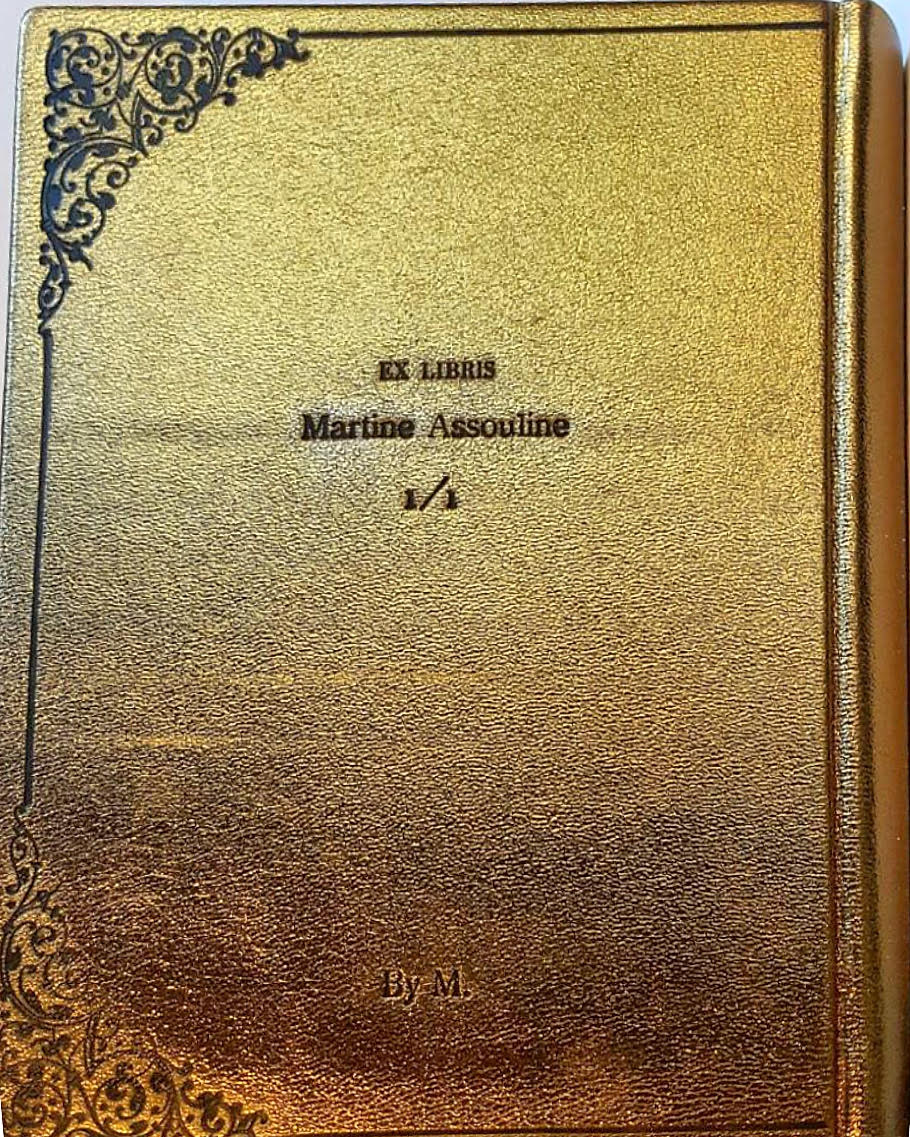 EX LIBRIS
Martine Assouline
1/1
By M.